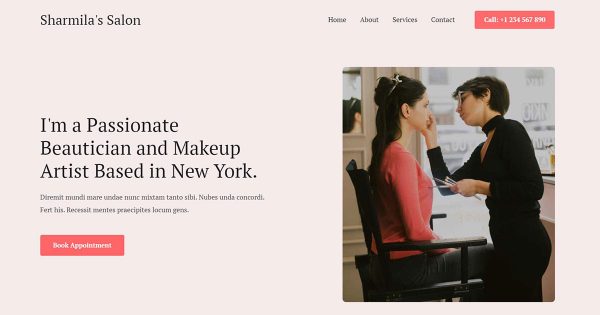 Sharmila's Salon
Home About Services Contact Call: +1 234 567 890
I'm a Passionate
Beautician and Makeup
Artist Based in New York.
Diremit mundi mare undae nunc mixtam tanto sibi. Nubes unda concordi.
Fert his. Recessit mentes praecipites locum gens.
Book Appointment